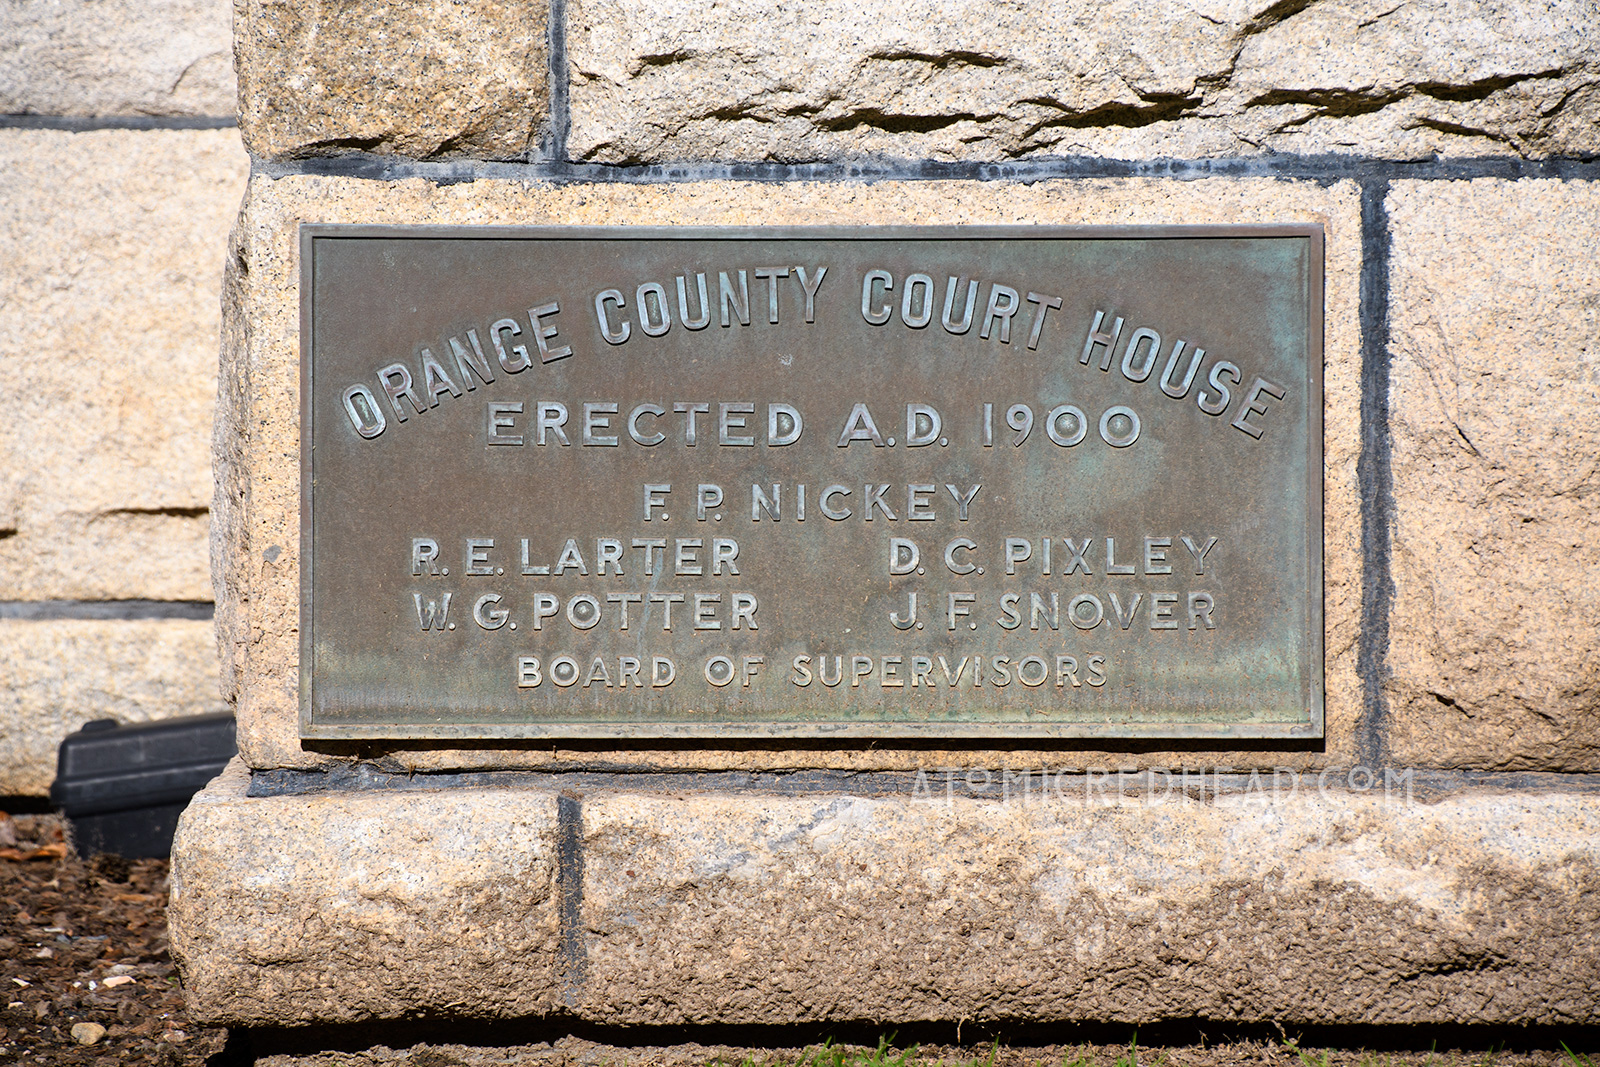 ORANGE COUNTY COURT HOUSE
ERECTED A.D. 1900
F. P. NICKEY
R. E. LARTER D. C. PIXLEY
W. G. POTTER J. F. SNOVER
BOARD OF SUPERVISORS
ATOMICREDHEAD.COM